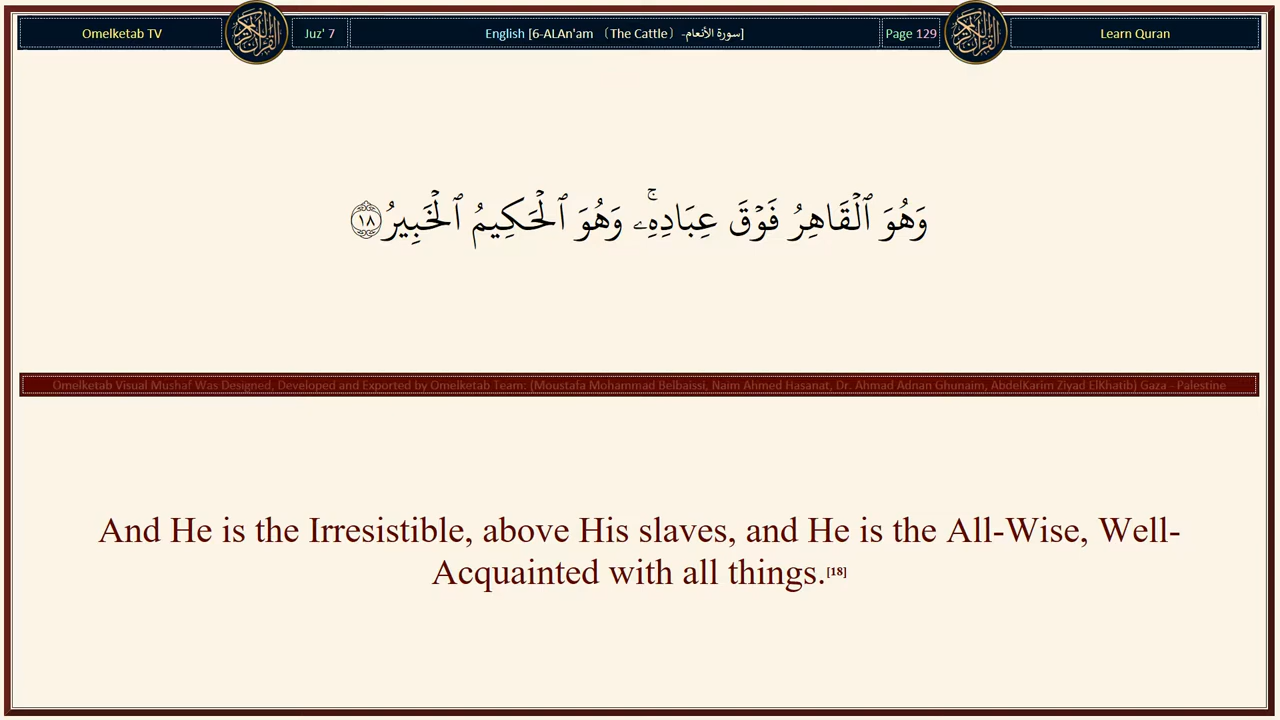 Omelketab TV
Juz' 7
English [6-ALAn'am （The Cattle）-سورة الأنعام]
Page 129
Learn Quran
وَهُوَ ٱلْقَاهِرُ فَوْقَ عِبَادِهِۦ ۚ وَهُوَ ٱلْحَكِيمُ ٱلْخَبِيرُ ١٨
Omelketab Visual Mushaf Was Designed, Developed and Exported by Omelketab Team: (Moustafa Mohammad Belbaissi, Naim Ahmed Hasanat, Dr. Ahmad Adnan Ghunaim, AbdelKarim Ziyad ElKhatib) Gaza - Palestine
And He is the Irresistible, above His slaves, and He is the All-Wise, Well-
Acquainted with all things.[18]